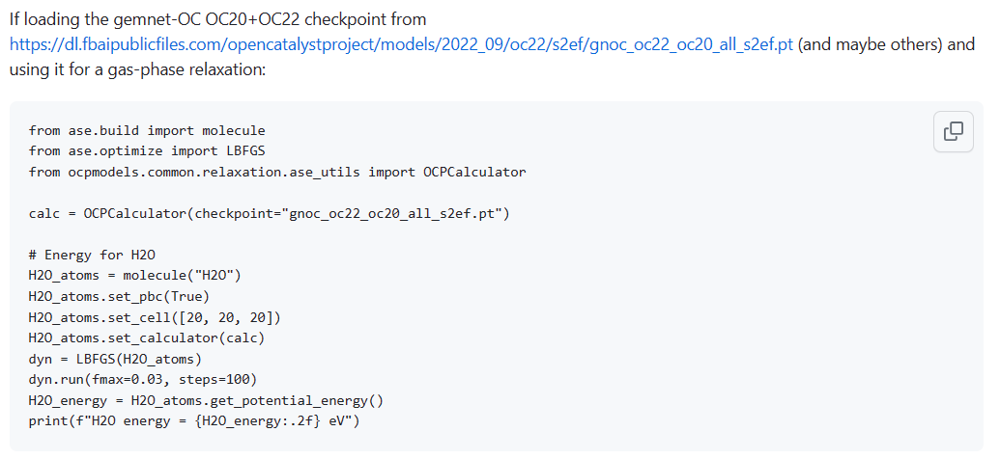 If loading the gemnet-OC OC20+OC22 checkpoint from
https://dl.fbaipublicfiles.com/opencatalystproject/models/2022_09/oc22/s2ef/gnoc_oc22_oc20_all_s2ef.pt (and maybe others) and
using it for a gas-phase relaxation:
from ase.build import molecule
from ase.optimize import LBFGS
from ocpmodels.common.relaxation.ase_utils import OCPCalculator
calc = OCPCalculator(checkpoint="gnoc_oc22_oc20_all_s2ef.pt")
# Energy for H2O
H2O_atoms = molecule("H2O")
H2O_atoms.set_pbc(True)
H2O_atoms.set_cell([20, 20, 20])
H2O_atoms.set_calculator(calc)
dyn = LBFGS(H2O_atoms)
dyn.run(fmax=0.03, steps=100)
H2O_energy = H2O_atoms.get_potential_energy()
print(f"H2O energy = {H2O_energy:.2f} eV")